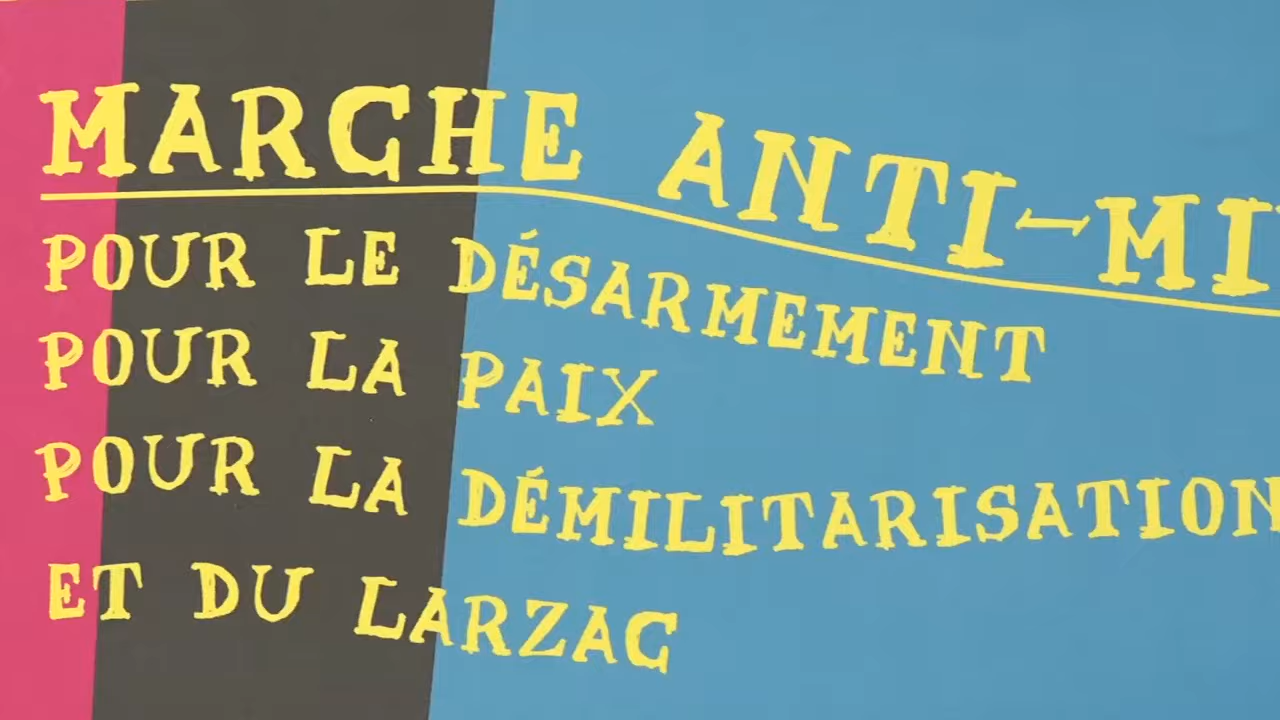 MARCHE ANTI-MI
POUR LE DÉSARMEMENT
POUR LA PAIX
POUR LA DÉMILITARISATION
ET DU LARZAC